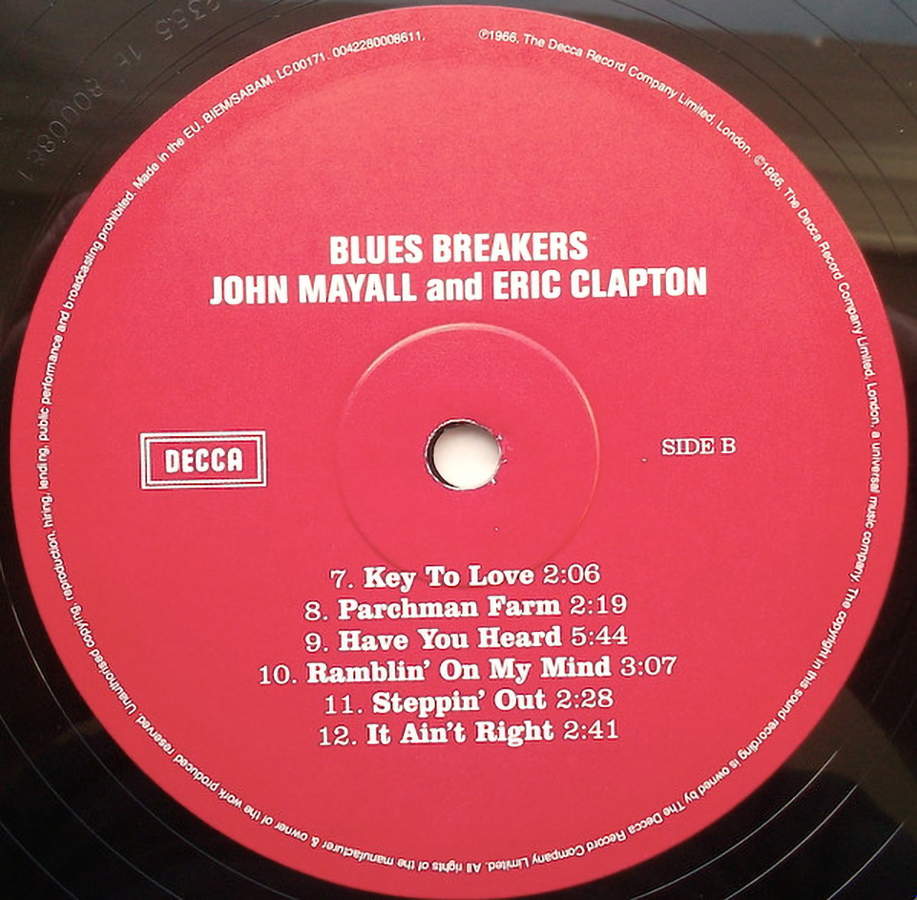 BLUES BREAKERS
JOHN MAYALL and ERIC CLAPTON
DECCA
SIDE B
7. Key To Love 2:06
8. Parchman Farm 2:19
9. Have You Heard 5:44
10. Ramblin' On My Mind 3:07
11. Steppin' Out 2:28
12. It Ain't Right 2:41
℗1966, The Decca Record Company Limited, London. ©1966, The Decca Record Company Limited, London, a universal music company. The copyright in this sound recording is owned by The Decca Record Company Limited. All rights of the manufacturer & owner of the work produced reserved. Unauthorised copying, reproduction, hiring, lending, public performance and broadcasting prohibited. Made in the EU. BIEM/SABAM. LC00171. 0042280008611.